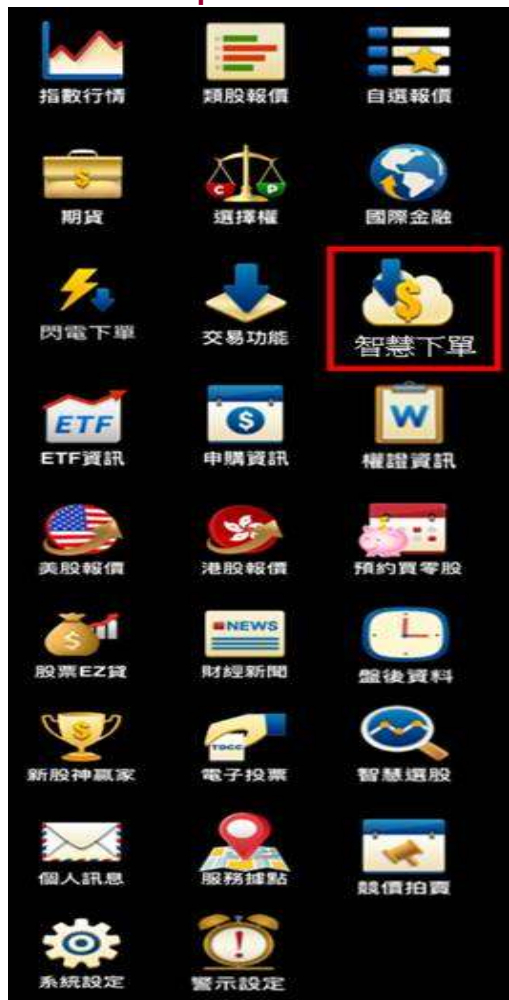 指數行情 類股報價 自選報價
$
期貨
C P
選擇權 國際金融
閃電下單 交易功能
$
智慧下單
ETF
ETF資訊
$
申購資訊
W
權證資訊
美股報價 港股報價 預約買零股
$
股票EZ貸
NEWS
財經新聞 盤後資料
$
新股神贏家
TDCC
電子投票 智慧選股
個人訊息 服務據點 競價拍賣
系統設定
!
警示設定